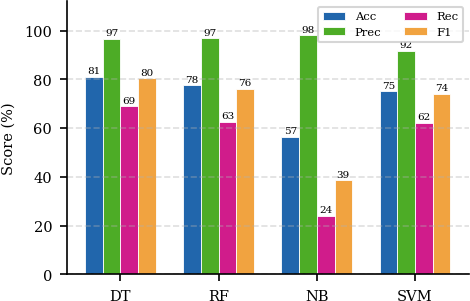 Acc Rec
Prec F1
Score (%)
100
80
60
40
20
0
81 97 69 80
78 97 63 76
57 98 24 39
75 92 62 74
DT RF NB SVM